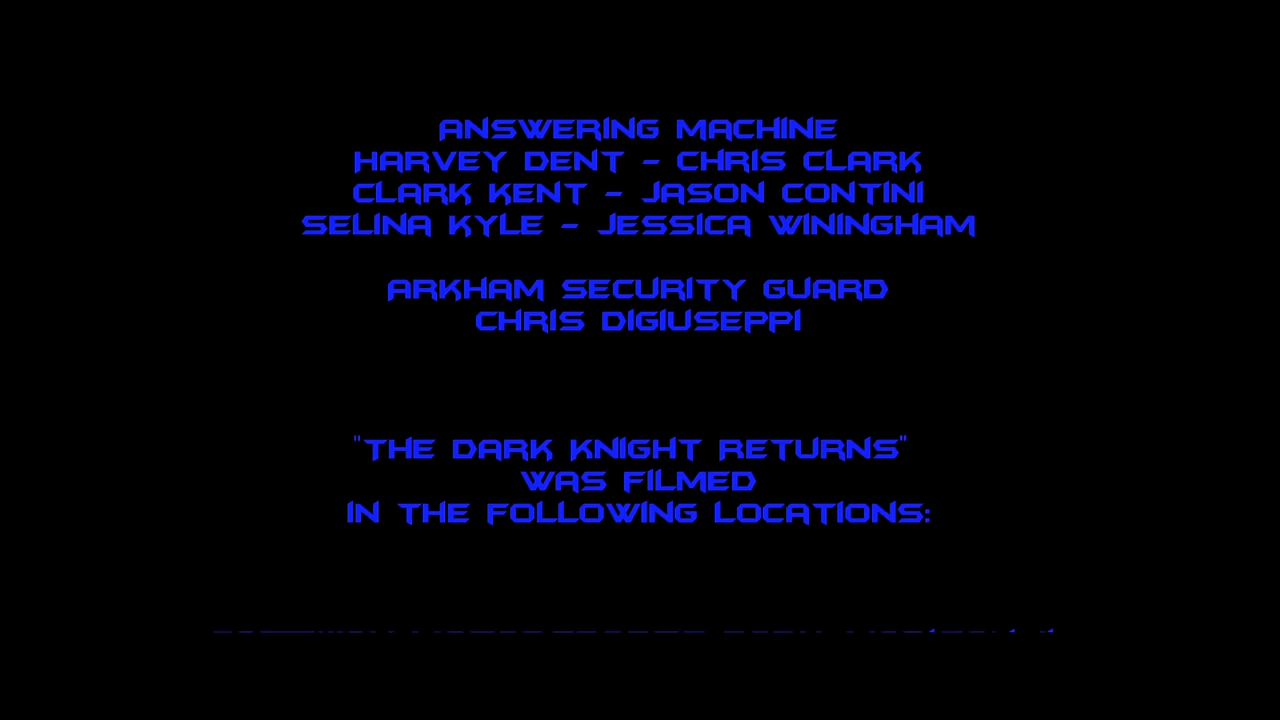 ANSWERING MACHINE
HARVEY DENT - CHRIS CLARK
CLARK KENT - JASON CONTINI
SELINA KYLE - JESSICA WININGHAM
ARKHAM SECURITY GUARD
CHRIS DIGIUSEPPI
"THE DARK KNIGHT RETURNS"
WAS FILMED
IN THE FOLLOWING LOCATIONS: